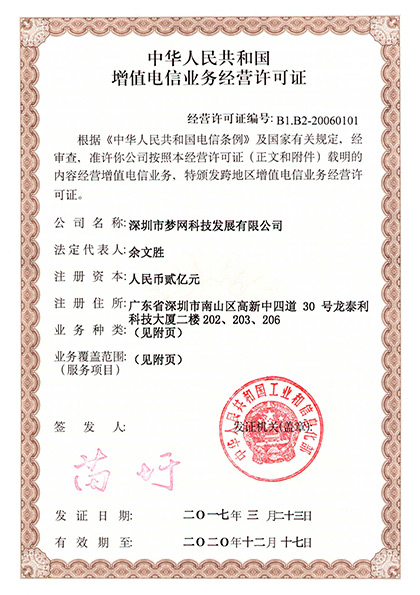 中华人民共和国
增值电信业务经营许可证
经营许可证编号: B1.B2-20060101
根据《中华人民共和国电信条例》及国家有关规定, 经
审查, 准许你公司按照本经营许可证（正文和附件）载明的
内容经营增值电信业务, 特颁发跨地区增值电信业务经营许
可证。
公司名称: 深圳市梦网科技发展有限公司
法定代表人: 余文胜
注册资本: 人民币贰亿元
注册住所: 广东省深圳市南山区高新中四道 30 号龙泰利
科技大厦二楼 202、203、206
业务种类: （见附页）
业务覆盖范围: （见附页）
（服务项目）
中华人民共和国工业和信息化部
签发人:
发证机关(盖章):
苗圩
发证日期: 二〇一七年三月二十三日
有效期至: 二〇二〇年十二月十七日